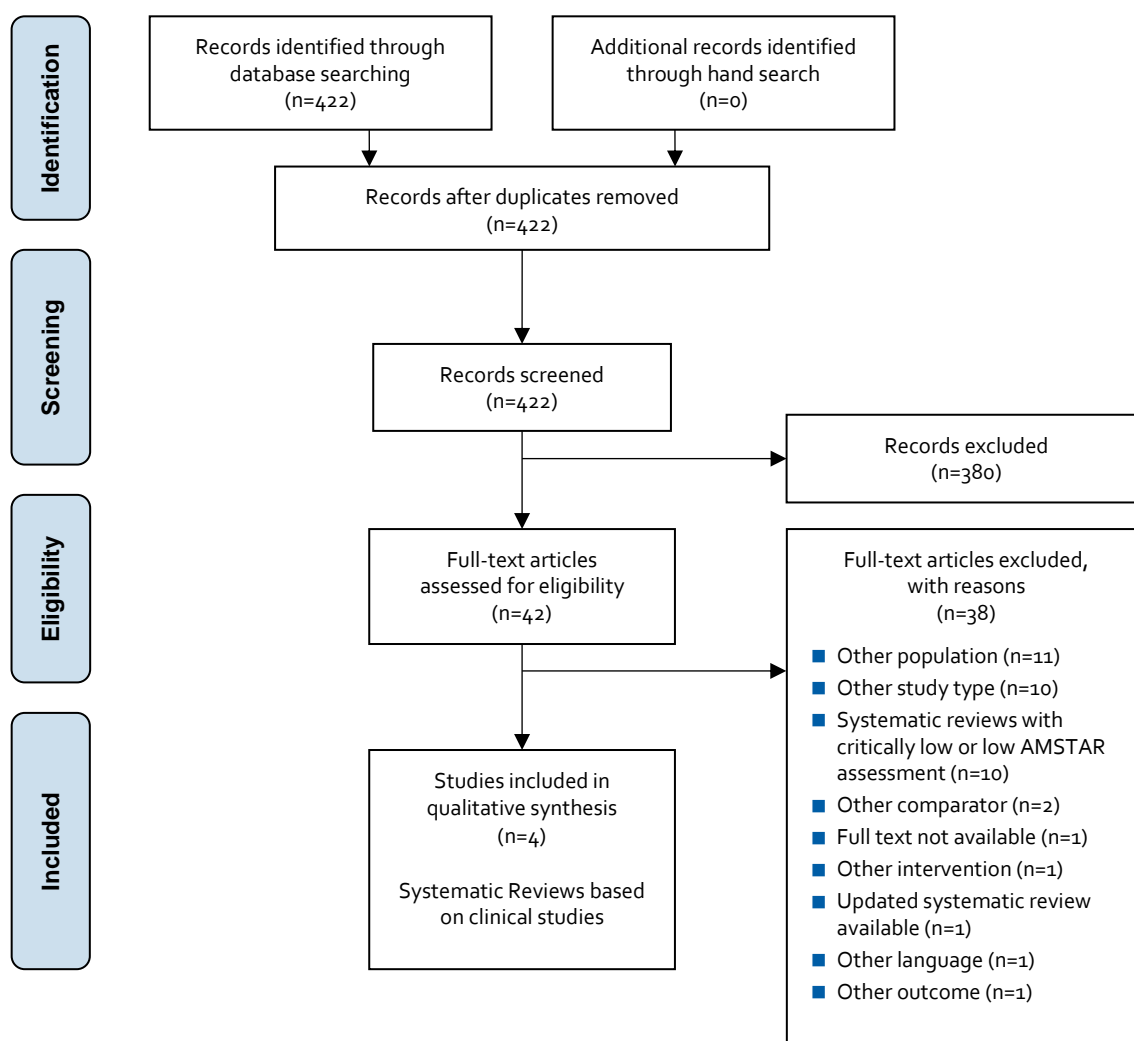 Identification
Records identified through
database searching
(n=422)
Additional records identified
through hand search
(n=0)
Records after duplicates removed
(n=422)
Screening
Records screened
(n=422)
Records excluded
(n=380)
Eligibility
Full-text articles
assessed for eligibility
(n=42)
Full-text articles excluded,
with reasons
(n=38)
■ Other population (n=11)
■ Other study type (n=10)
■ Systematic reviews with
critically low or low AMSTAR
assessment (n=10)
■ Other comparator (n=2)
■ Full text not available (n=1)
■ Other intervention (n=1)
■ Updated systematic review
available (n=1)
■ Other language (n=1)
■ Other outcome (n=1)
Included
Studies included in
qualitative synthesis
(n=4)
Systematic Reviews based
on clinical studies